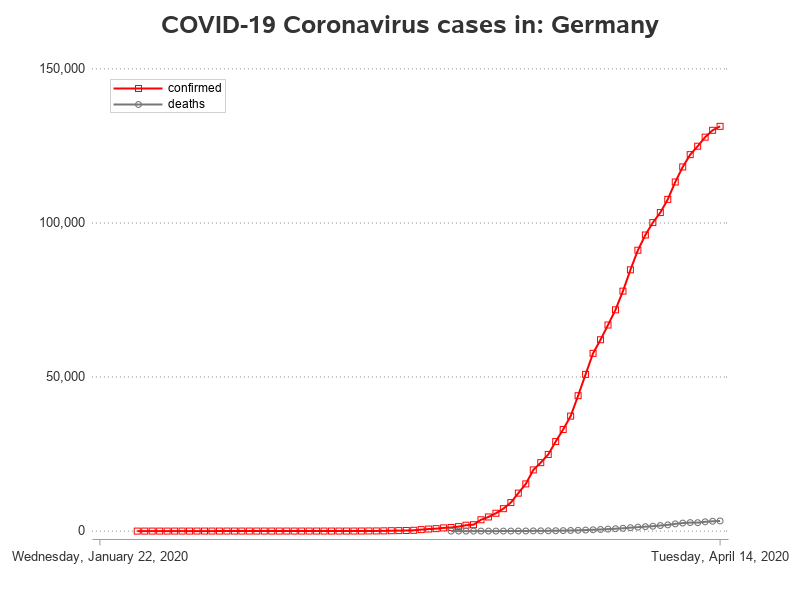 COVID-19 Coronavirus cases in: Germany
150,000
confirmed
deaths
100,000
50,000
0
Wednesday, January 22, 2020
Tuesday, April 14, 2020